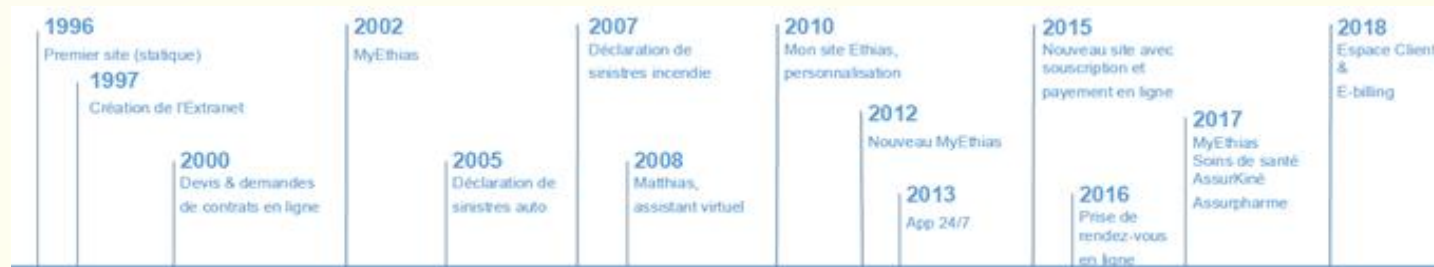 1996
Premier site (statique)
1997
Création de l'Extranet
2000
Devis & demandes
de contrats en ligne
2002
MyEthias
2005
Déclaration de
sinistres auto
2007
Déclaration de
sinistres incendie
2008
Matthias,
assistant virtuel
2010
Mon site Ethias,
personnalisation
2012
Nouveau MyEthias
2013
App 24/7
2015
Nouveau site avec
souscription et
payement en ligne
2016
Prise de
rendez-vous
en ligne
2017
MyEthias
Soins de santé
AssurKiné
Assurpharme
2018
Espace Client
&
E-billing